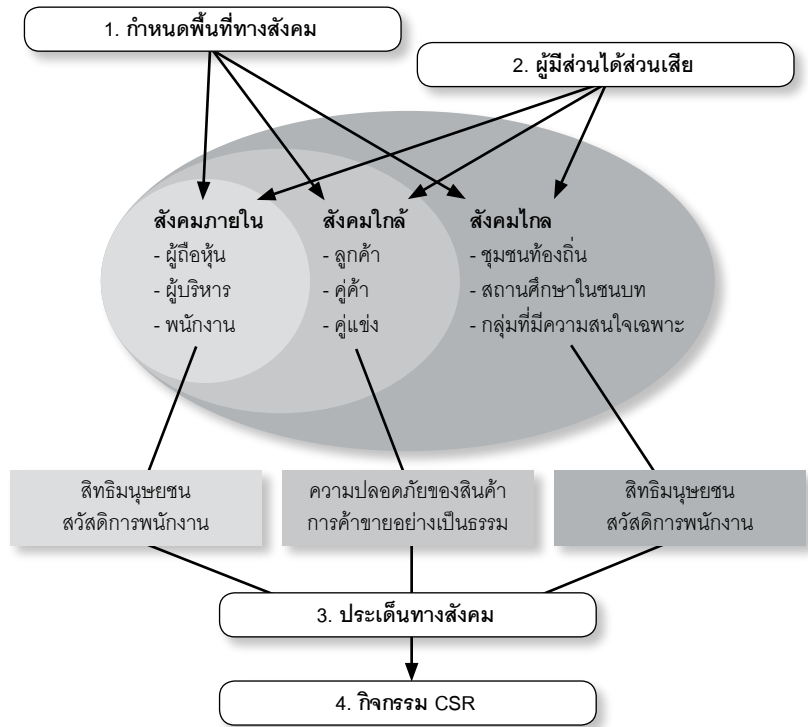 1. กำหนดพื้นที่ทางสังคม
2. ผู้มีส่วนได้ส่วนเสีย
สังคมภายใน
- ผู้ถือหุ้น
- ผู้บริหาร
- พนักงาน
สังคมใกล้
- ลูกค้า
- คู่ค้า
- คู่แข่ง
สังคมไกล
- ชุมชนท้องถิ่น
- สถานศึกษาในชนบท
- กลุ่มที่มีความสนใจเฉพาะ
สิทธิมนุษยชน
สวัสดิการพนักงาน
ความปลอดภัยของสินค้า
การค้าขายอย่างเป็นธรรม
สิทธิมนุษยชน
สวัสดิการพนักงาน
3. ประเด็นทางสังคม
4. กิจกรรม CSR